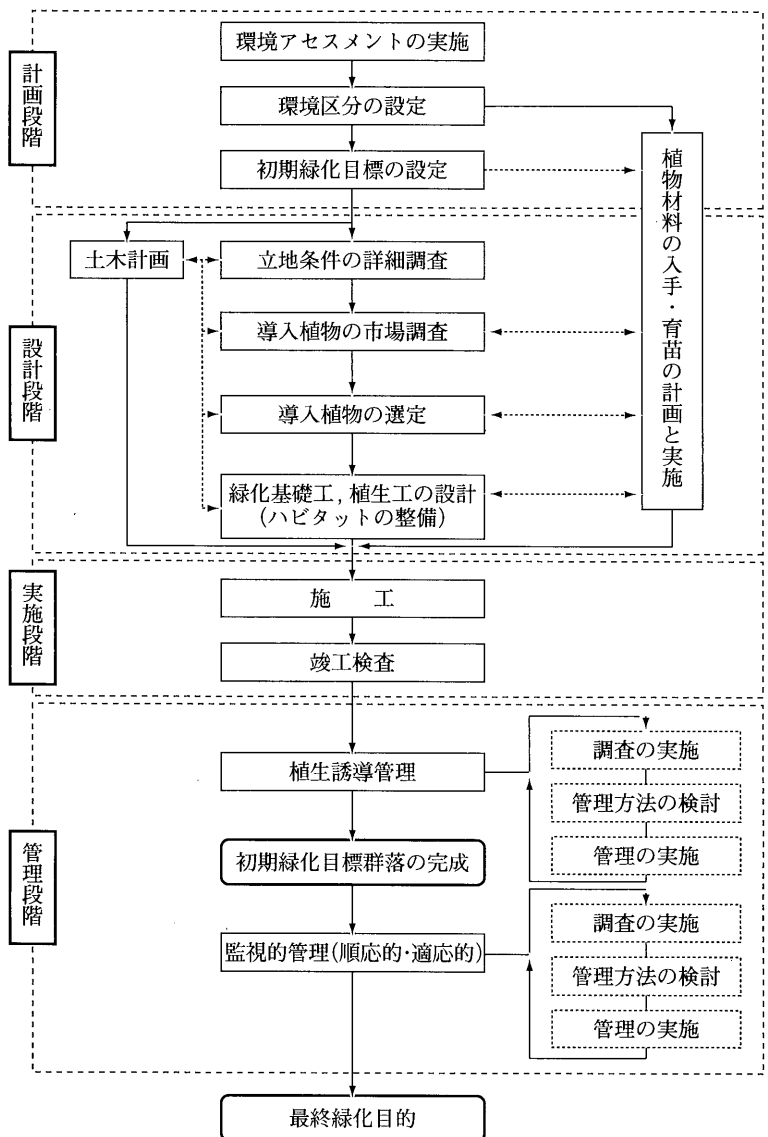 計画段階
環境アセスメントの実施
環境区分の設定
初期緑化目標の設定
植物材料の入手・育苗の計画と実施
設計段階
土木計画
立地条件の詳細調査
導入植物の市場調査
導入植物の選定
緑化基礎工，植生工の設計
(ハビタットの整備)
実施段階
施　　工
竣工検査
管理段階
植生誘導管理
調査の実施
管理方法の検討
管理の実施
初期緑化目標群落の完成
監視的管理(順応的・適応的)
調査の実施
管理方法の検討
管理の実施
最終緑化目的